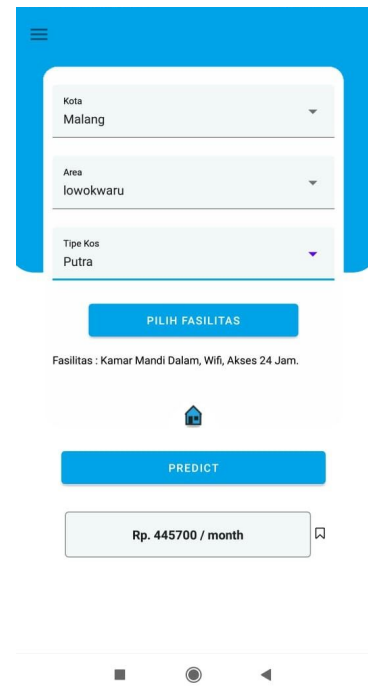 Kota
Malang
Area
lowokwaru
Tipe Kos
Putra
PILIH FASILITAS
Fasilitas : Kamar Mandi Dalam, Wifi, Akses 24 Jam.
PREDICT
Rp. 445700 / month